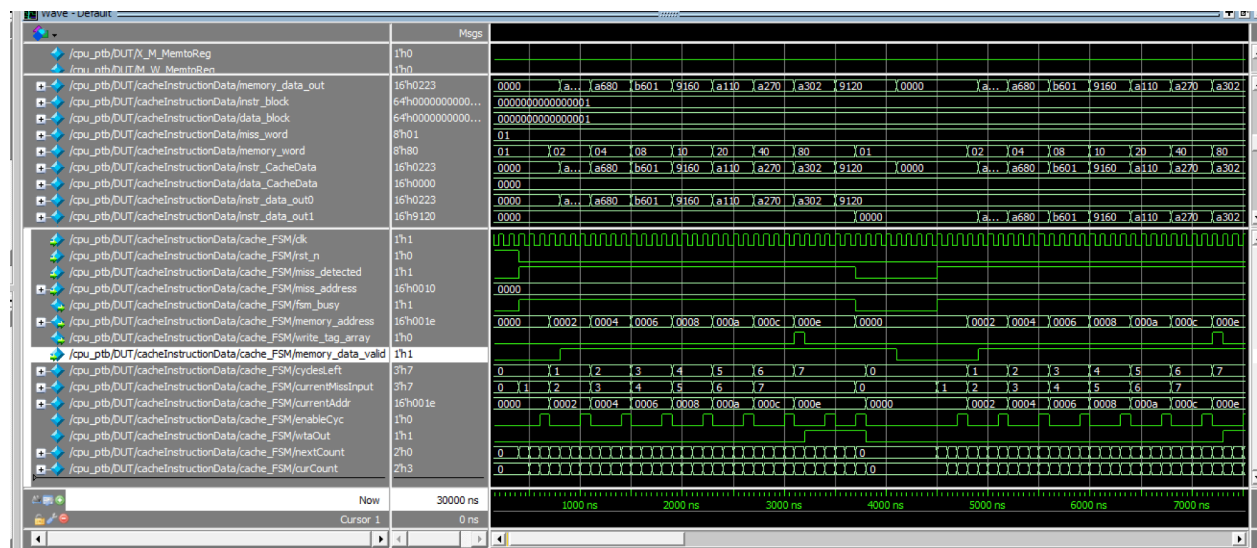 Wave - Default
Msgs
/cpu_ptb/DUT/X_M_MemtoReg 1'h0
/cpu_ptb/DUT/M_W_MemtoReg 1'h0
/cpu_ptb/DUT/cacheInstructionData/memory_data_out 16'h0223 0000 a... a680 b601 9160 a110 a270 a302 9120 0000 a... a680 b601 9160 a110 a270 a302
/cpu_ptb/DUT/cacheInstructionData/instr_block 64'h0000000000... 0000000000000001
/cpu_ptb/DUT/cacheInstructionData/data_block 64'h0000000000... 0000000000000001
/cpu_ptb/DUT/cacheInstructionData/miss_word 8'h01 01
/cpu_ptb/DUT/cacheInstructionData/memory_word 8'h80 01 02 04 08 10 20 40 80 01 02 04 08 10 20 40 80
/cpu_ptb/DUT/cacheInstructionData/instr_CacheData 16'h0223 0000 a... a680 b601 9160 a110 a270 a302 9120 0000 a... a680 b601 9160 a110 a270 a302
/cpu_ptb/DUT/cacheInstructionData/data_CacheData 16'h0000 0000
/cpu_ptb/DUT/cacheInstructionData/instr_data_out0 16'h0223 0000 a... a680 b601 9160 a110 a270 a302 9120
/cpu_ptb/DUT/cacheInstructionData/instr_data_out1 16'h9120 0000 0000 a... a680 b601 9160 a110 a270 a302
/cpu_ptb/DUT/cacheInstructionData/cache_FSM/clk 1'h1
/cpu_ptb/DUT/cacheInstructionData/cache_FSM/rst_n 1'h0
/cpu_ptb/DUT/cacheInstructionData/cache_FSM/miss_detected 1'h1
/cpu_ptb/DUT/cacheInstructionData/cache_FSM/miss_address 16'h0010 0000
/cpu_ptb/DUT/cacheInstructionData/cache_FSM/fsm_busy 1'h1
/cpu_ptb/DUT/cacheInstructionData/cache_FSM/memory_address 16'h001e 0000 0002 0004 0006 0008 000a 000c 000e 0000 0002 0004 0006 0008 000a 000c 000e
/cpu_ptb/DUT/cacheInstructionData/cache_FSM/write_tag_array 1'h0
/cpu_ptb/DUT/cacheInstructionData/cache_FSM/memory_data_valid 1'h1
/cpu_ptb/DUT/cacheInstructionData/cache_FSM/cyclesLeft 3'h7 0 1 2 3 4 5 6 7 0 1 2 3 4 5 6 7
/cpu_ptb/DUT/cacheInstructionData/cache_FSM/currentMissInput 3'h7 0 1 2 3 4 5 6 7 0 1 2 3 4 5 6 7
/cpu_ptb/DUT/cacheInstructionData/cache_FSM/currentAddr 16'h001e 0000 0002 0004 0006 0008 000a 000c 000e 0000 0002 0004 0006 0008 000a 000c 000e
/cpu_ptb/DUT/cacheInstructionData/cache_FSM/enableCyc 1'h0
/cpu_ptb/DUT/cacheInstructionData/cache_FSM/wtaOut 1'h1
/cpu_ptb/DUT/cacheInstructionData/cache_FSM/nextCount 2'h0 0 0
/cpu_ptb/DUT/cacheInstructionData/cache_FSM/curCount 2'h3 0 0
Now 30000 ns 1000 ns 2000 ns 3000 ns 4000 ns 5000 ns 6000 ns 7000 ns
Cursor 1 0 ns